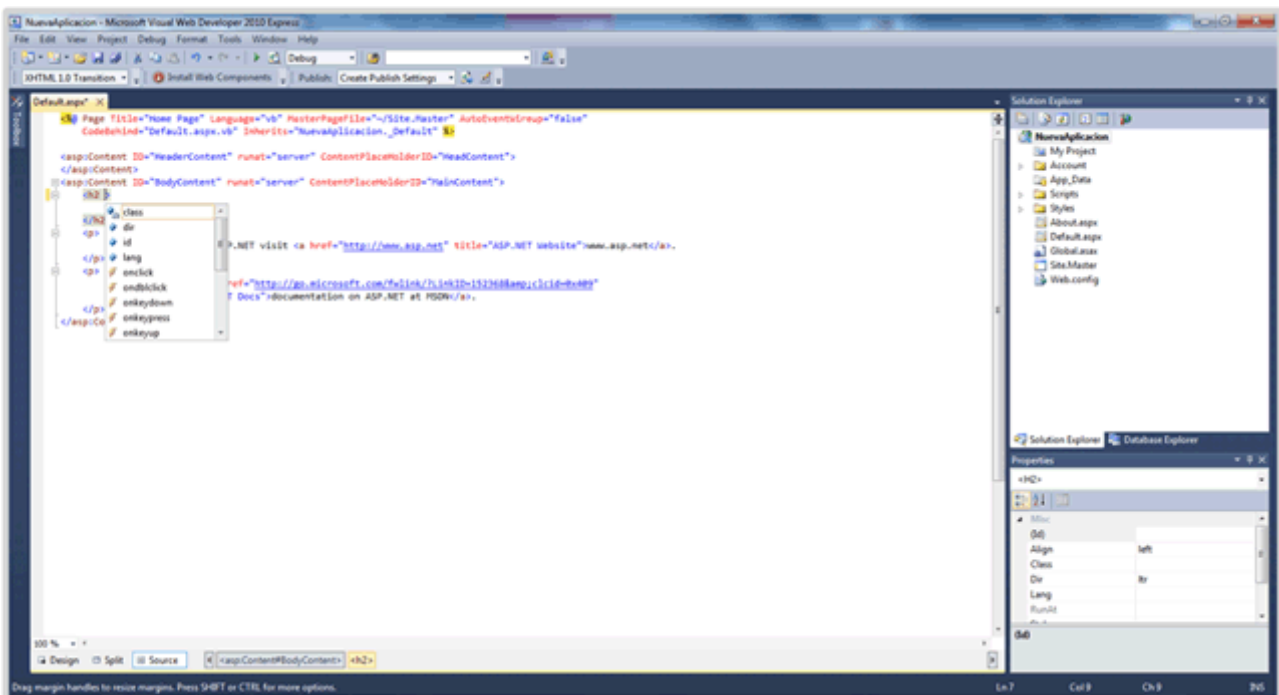 NuevaAplicacion - Microsoft Visual Web Developer 2010 Express
File Edit View Project Debug Format Tools Window Help
Debug
XHTML 1.0 Transition Install Web Components Publish: Create Publish Settings
Toolbox
Default.aspx* X
<%@ Page Title="Home Page" Language="vb" MasterPageFile="~/Site.Master" AutoEventWireup="false"
CodeBehind="Default.aspx.vb" Inherits="NuevaAplicacion._Default" %>
<asp:Content ID="HeaderContent" runat="server" ContentPlaceHolderID="HeadContent">
</asp:Content>
<asp:Content ID="BodyContent" runat="server" ContentPlaceHolderID="MainContent">
<h2 >
</h2
<p>
P.NET visit <a href="http://www.asp.net" title="ASP.NET Website">www.asp.net</a>.
</p>
<p>
ref="http://go.microsoft.com/fwlink/?LinkID=152368&amp;clcid=0x409"
T Docs">documentation on ASP.NET at MSDN</a>.
</p>
</asp:Co
class
dir
id
lang
onclick
ondblclick
onkeydown
onkeypress
onkeyup
100 %
Design Split Source <asp:Content#BodyContent> <h2>
Solution Explorer
NuevaAplicacion
My Project
Account
App_Data
Scripts
Styles
About.aspx
Default.aspx
Global.asax
Site.Master
Web.config
Solution Explorer Database Explorer
Properties
<H2>
Misc
(Id)
Align left
Class
Dir ltr
Lang
RunAt
(Id)
Drag margin handles to resize margins. Press SHIFT or CTRL for more options. Ln 7 Col 9 Ch 9 INS